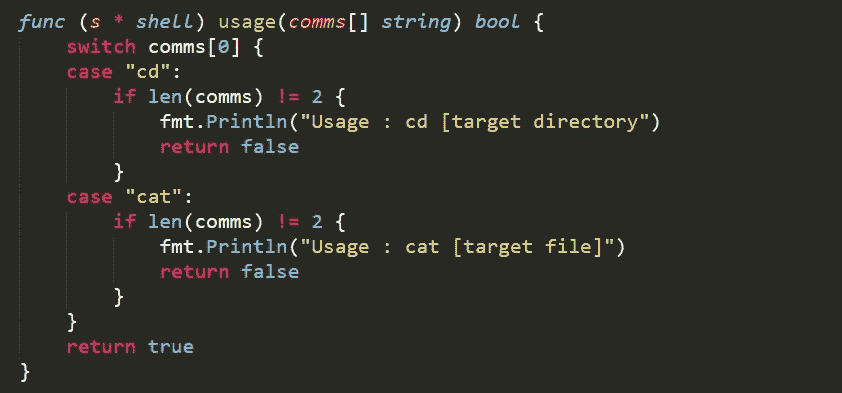 func (s * shell) usage(comms[] string) bool {
    switch comms[0] {
    case "cd":
        if len(comms) != 2 {
            fmt.Println("Usage : cd [target directory")
            return false
        }
    case "cat":
        if len(comms) != 2 {
            fmt.Println("Usage : cat [target file]")
            return false
        }
    }
    return true
}